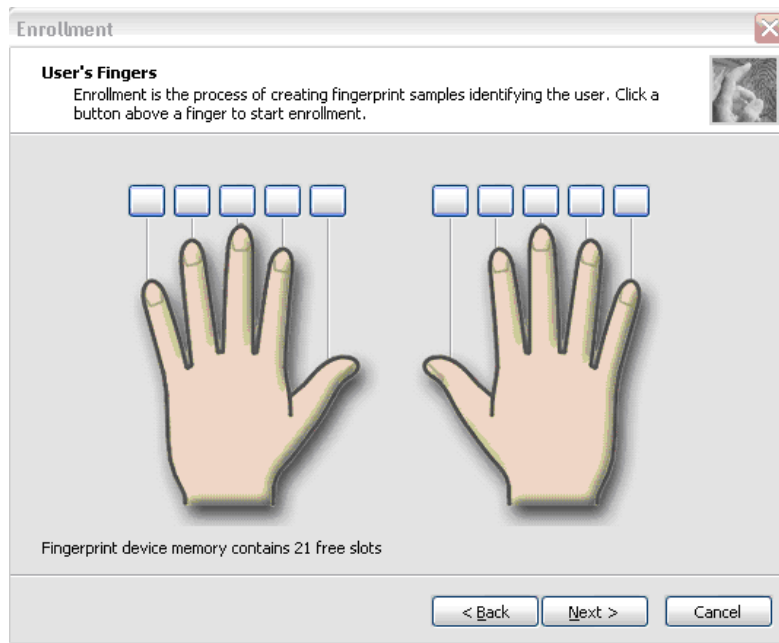 Enrollment
User's Fingers
Enrollment is the process of creating fingerprint samples identifying the user. Click a
button above a finger to start enrollment.
Fingerprint device memory contains 21 free slots
< Back Next > Cancel